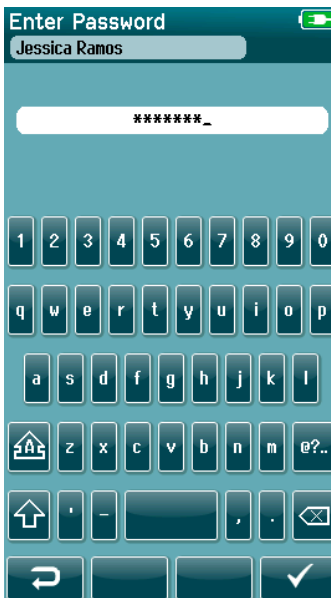 Enter Password
Jessica Ramos
*******_
1 2 3 4 5 6 7 8 9 0
q w e r t y u i o p
a s d f g h j k l
A z x c v b n m @?..
' - , .